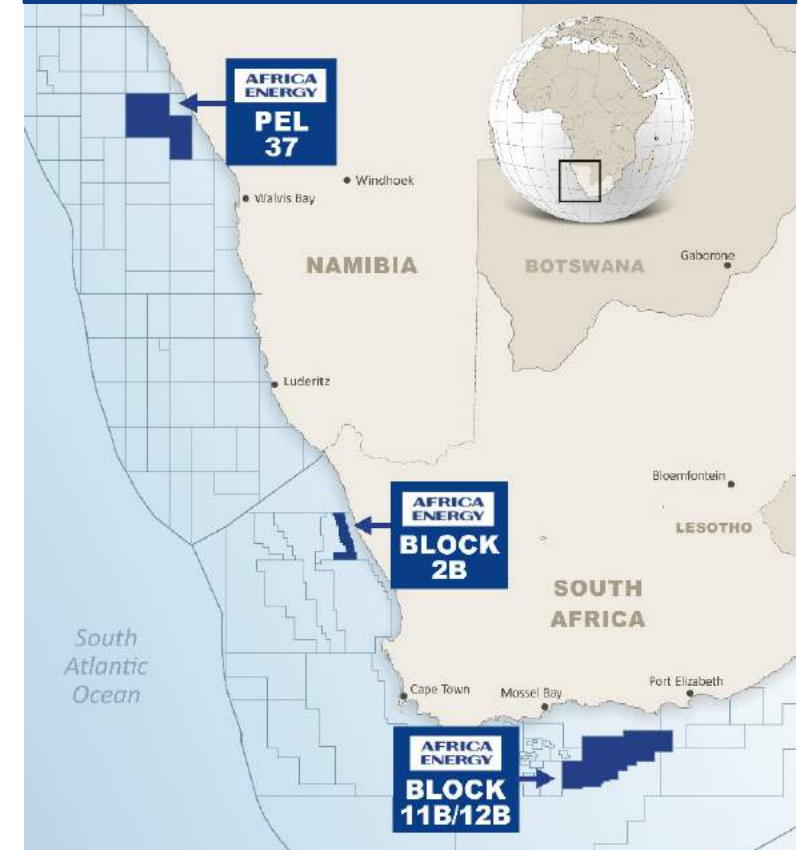 AFRICA
ENERGY
PEL
37
Windhoek
Walvis Bay
NAMIBIA
BOTSWANA
Gaborone
Luderitz
Bloemfontein
LESOTHO
AFRICA
ENERGY
BLOCK
2B
SOUTH
AFRICA
South
Atlantic
Ocean
Cape Town
Mossel Bay
Port Elizabeth
AFRICA
ENERGY
BLOCK
11B/12B